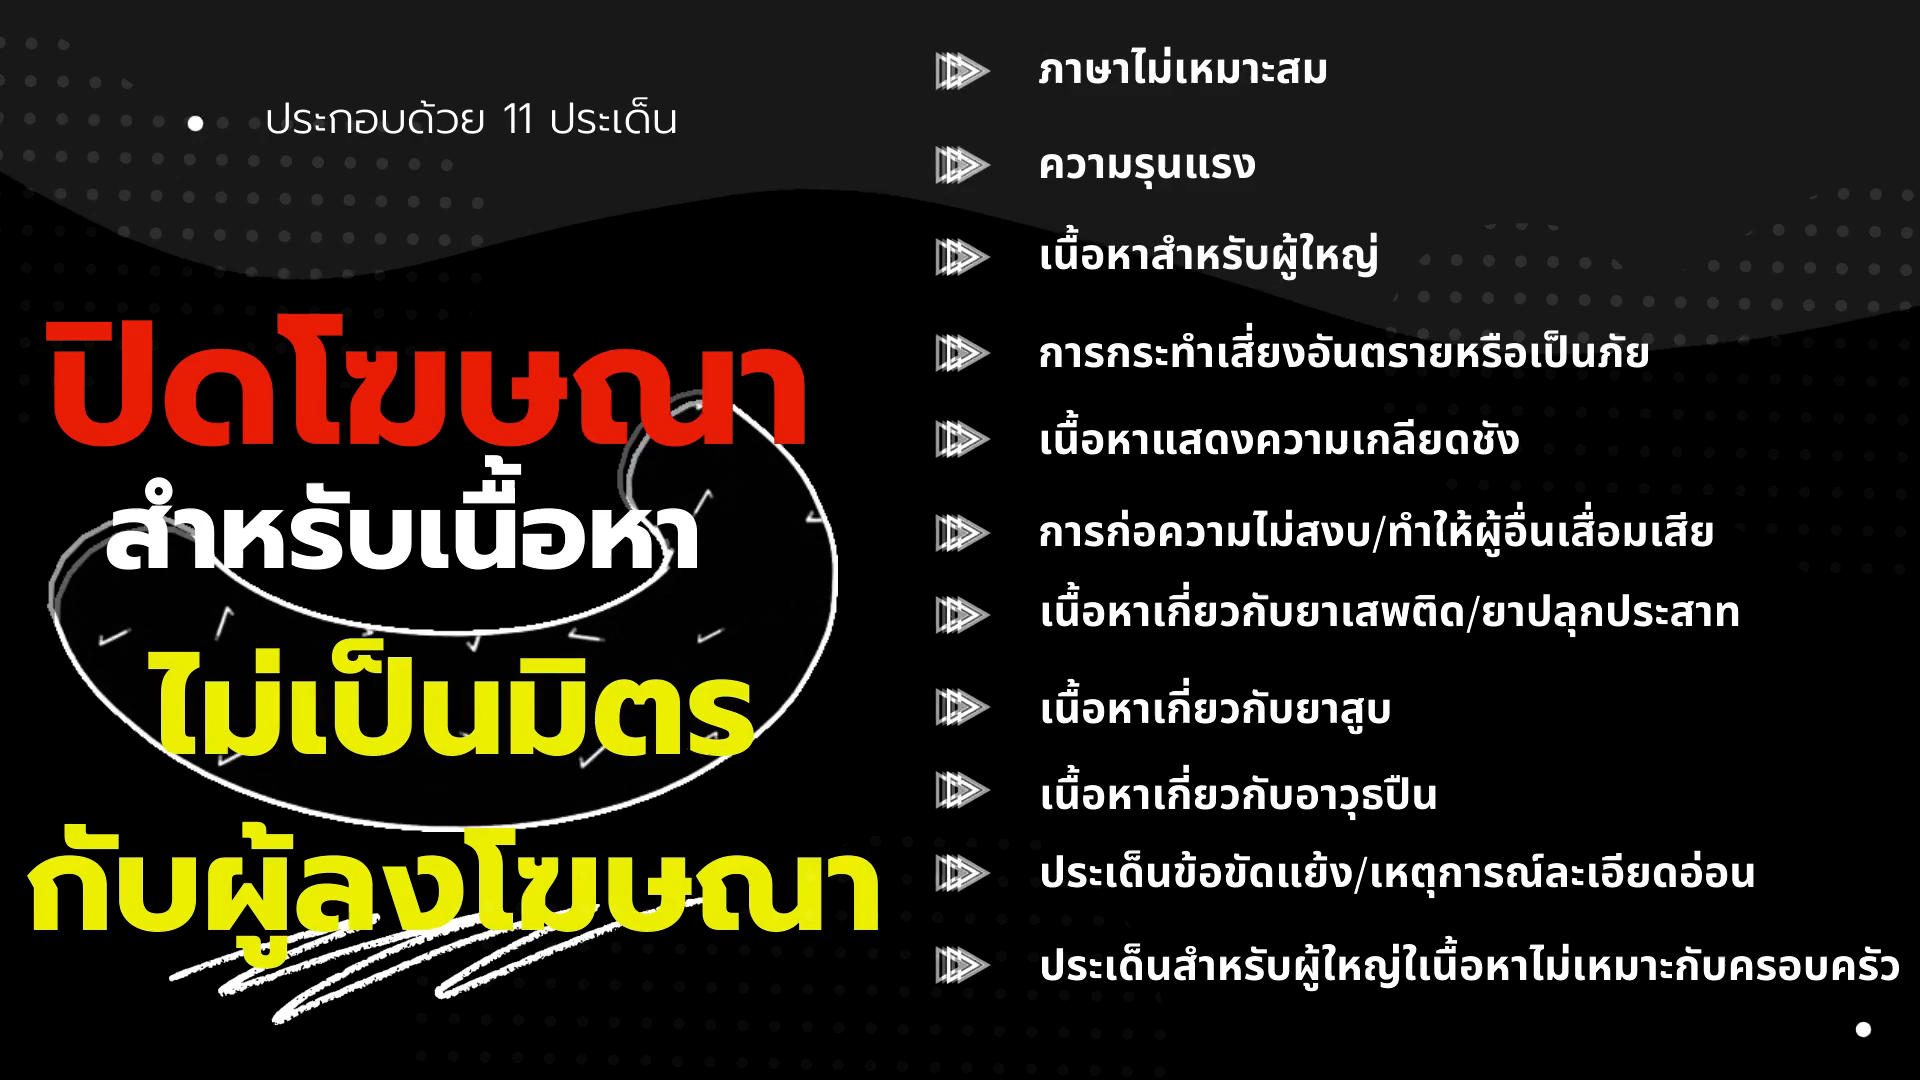 ประกอบด้วย 11 ประเด็น
ปิดโฆษณา
สำหรับเนื้อหา
ไม่เป็นมิตร
กับผู้ลงโฆษณา
ภาษาไม่เหมาะสม
ความรุนแรง
เนื้อหาสำหรับผู้ใหญ่
การกระทำเสี่ยงอันตรายหรือเป็นภัย
เนื้อหาแสดงความเกลียดชัง
การก่อความไม่สงบ/ทำให้ผู้อื่นเสื่อมเสีย
เนื้อหาเกี่ยวกับยาเสพติด/ยาปลุกประสาท
เนื้อหาเกี่ยวกับยาสูบ
เนื้อหาเกี่ยวกับอาวุธปืน
ประเด็นข้อขัดแย้ง/เหตุการณ์ละเอียดอ่อน
ประเด็นสำหรับผู้ใหญ่ใเนื้อหาไม่เหมาะกับครอบครัว